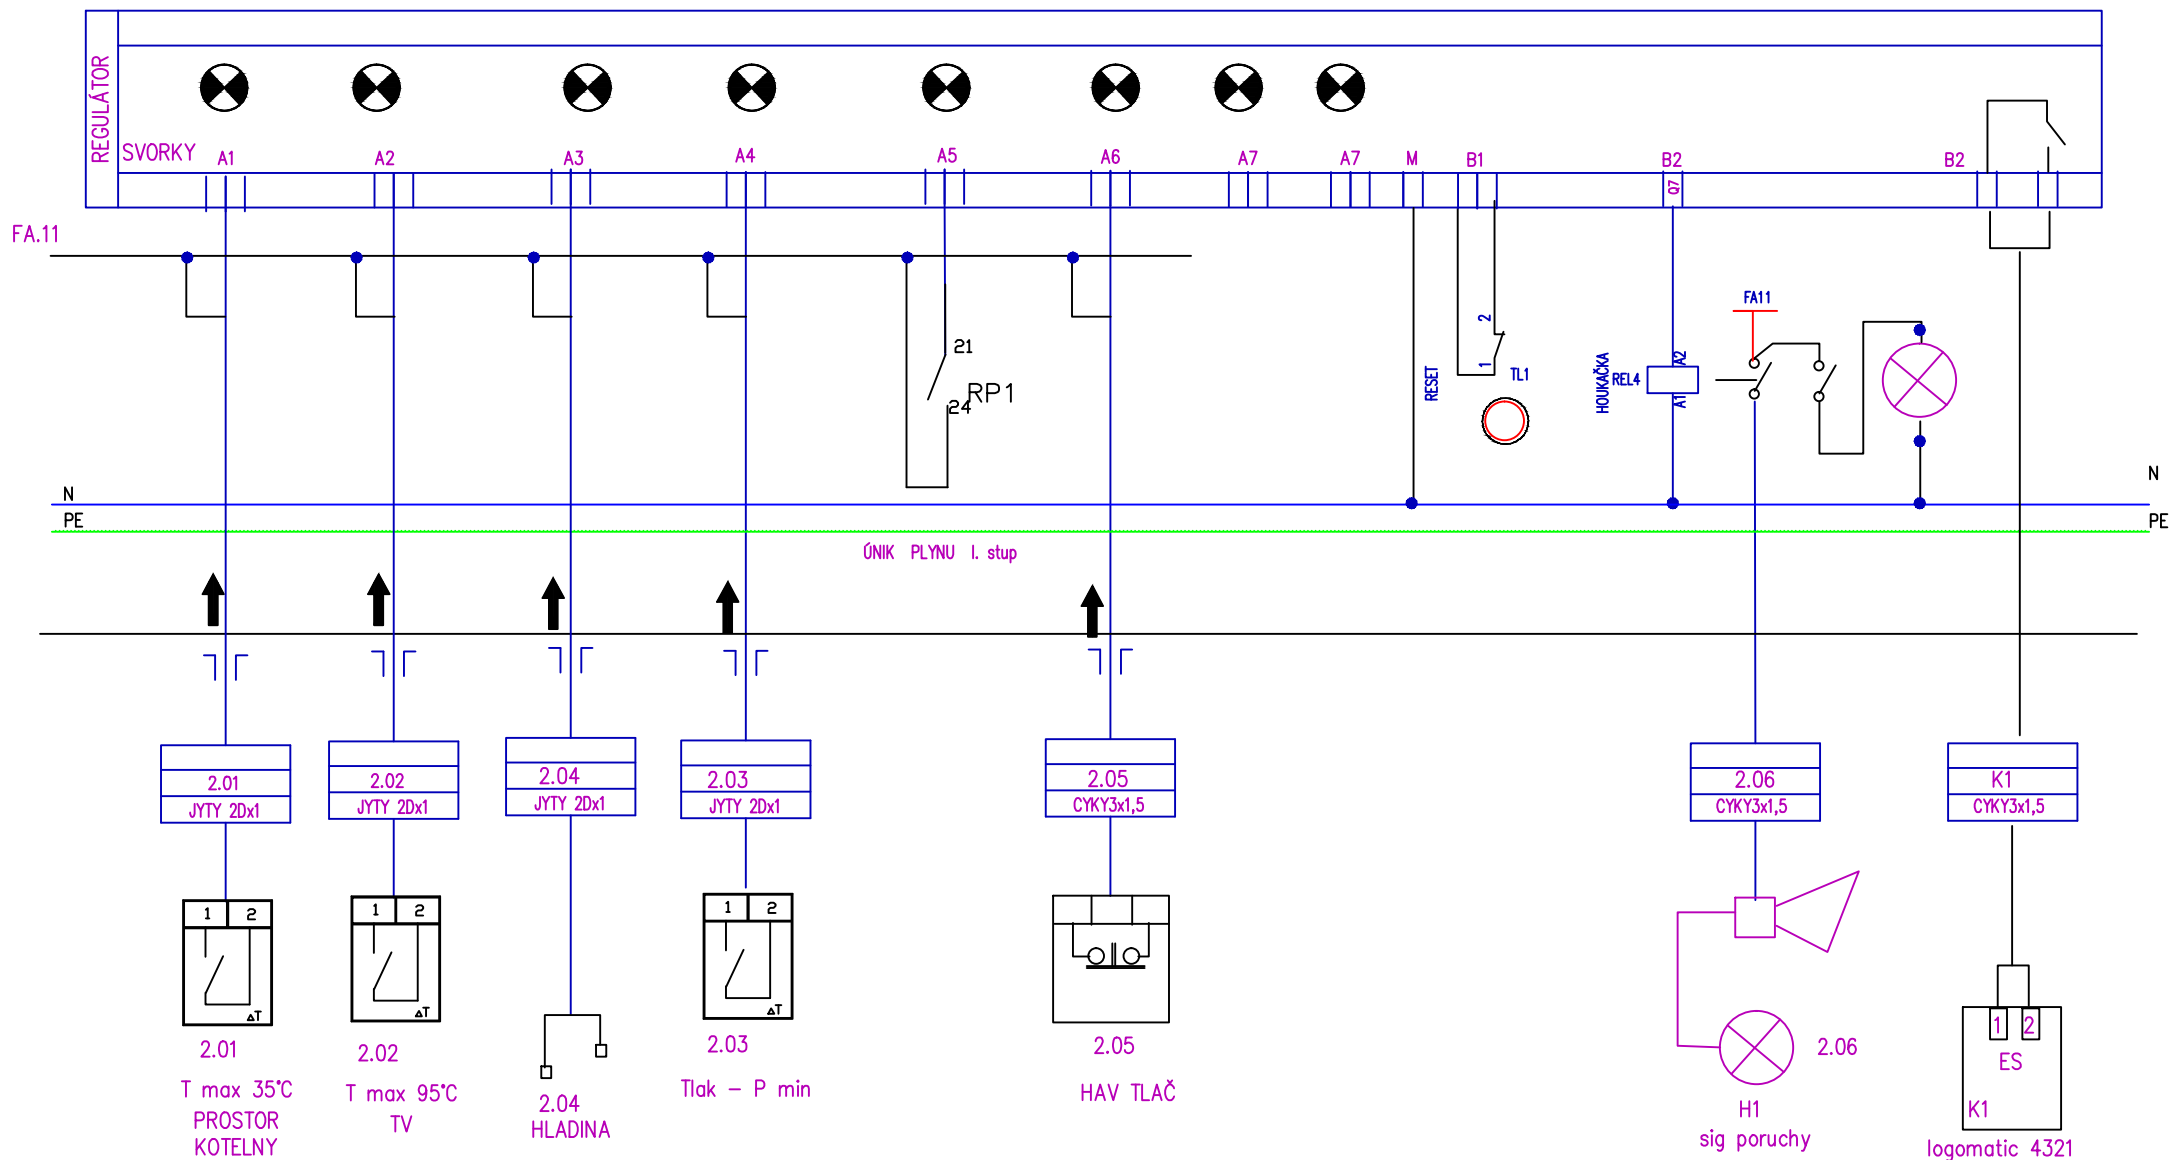 REGULÁTOR
SVORKY
A1
A2
A3
A4
A5
A6
A7
A7
M
B1
B2
B2
Q7
FA.11
21
24
RP1
RESET
2
1
TL1
HOUKAČKA
REL4
A2
A1
FA11
N
N
PE
PE
ÚNIK PLYNU I. stup
2.01
JYTY 2Dx1
2.02
JYTY 2Dx1
2.04
JYTY 2Dx1
2.03
JYTY 2Dx1
2.05
CYKY3x1,5
2.06
CYKY3x1,5
K1
CYKY3x1,5
1 2
ΔT
2.01
T max 35°C
PROSTOR
KOTELNY
1 2
ΔT
2.02
T max 95°C
TV
2.04
HLADINA
1 2
ΔT
2.03
Tlak – P min
2.05
HAV TLAČ
2.06
H1
sig poruchy
1 2
ES
K1
logomatic 4321